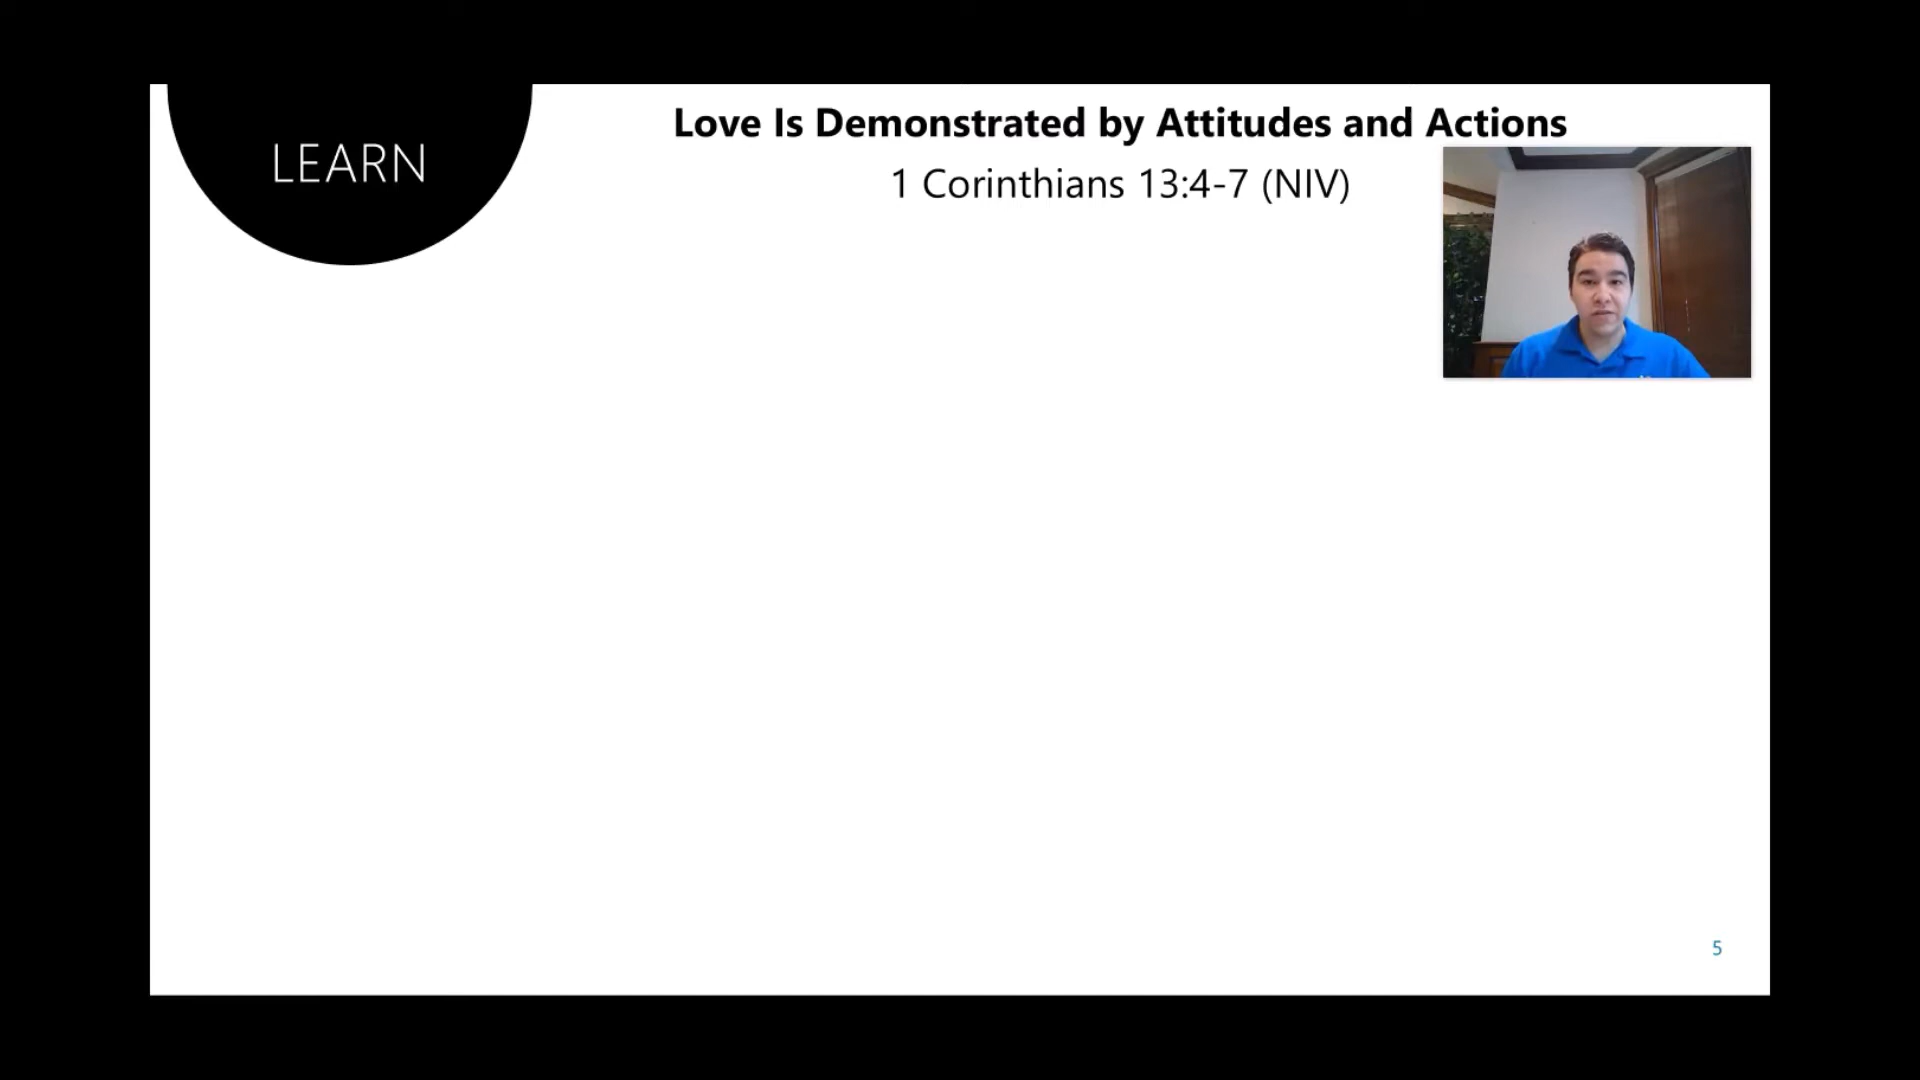 LEARN
Love Is Demonstrated by Attitudes and Actions
1 Corinthians 13:4-7 (NIV)
5